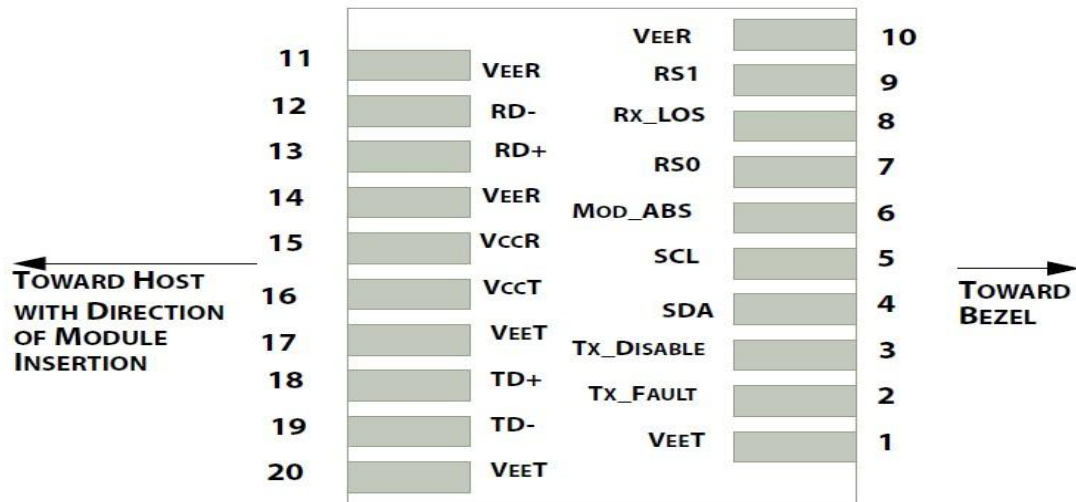 11 VEER
12 RD-
13 RD+
14 VEER
15 VCCR
16 VCCT
17 VEET
18 TD+
19 TD-
20 VEET
TOWARD HOST
WITH DIRECTION
OF MODULE
INSERTION
VEER 10
RS1 9
RX_LOS 8
RS0 7
MOD_ABS 6
SCL 5
SDA 4
TX_DISABLE 3
TX_FAULT 2
VEET 1
TOWARD
BEZEL